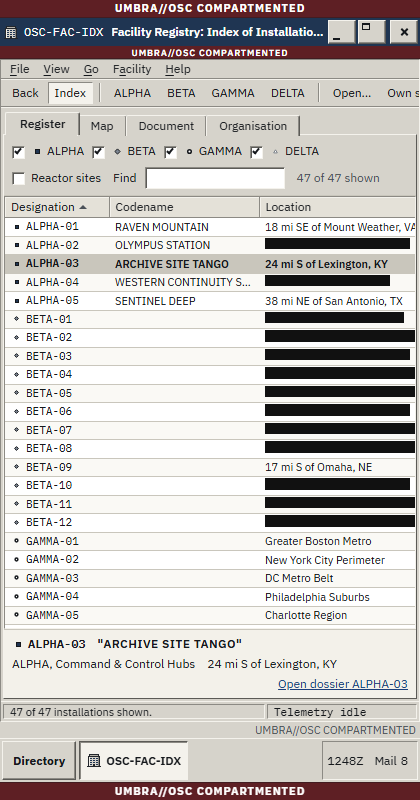 UMBRA//OSC COMPARTMENTED
OSC-FAC-IDX Facility Registry: Index of Installatio...
UMBRA//OSC COMPARTMENTED
File View Go Facility Help
Back Index ALPHA BETA GAMMA DELTA Open... Own s
Register Map Document Organisation
ALPHA BETA GAMMA DELTA
Reactor sites Find 47 of 47 shown
Designation Codename Location
ALPHA-01 RAVEN MOUNTAIN 18 mi SE of Mount Weather, VA
ALPHA-02 OLYMPUS STATION
ALPHA-03 ARCHIVE SITE TANGO 24 mi S of Lexington, KY
ALPHA-04 WESTERN CONTINUITY S...
ALPHA-05 SENTINEL DEEP 38 mi NE of San Antonio, TX
BETA-01
BETA-02
BETA-03
BETA-04
BETA-05
BETA-06
BETA-07
BETA-08
BETA-09 17 mi S of Omaha, NE
BETA-10
BETA-11
BETA-12
GAMMA-01 Greater Boston Metro
GAMMA-02 New York City Perimeter
GAMMA-03 DC Metro Belt
GAMMA-04 Philadelphia Suburbs
GAMMA-05 Charlotte Region
ALPHA-03 "ARCHIVE SITE TANGO"
ALPHA, Command & Control Hubs 24 mi S of Lexington, KY
Open dossier ALPHA-03
47 of 47 installations shown. Telemetry idle
UMBRA//OSC COMPARTMENTED
Directory OSC-FAC-IDX 1248Z Mail 8
UMBRA//OSC COMPARTMENTED